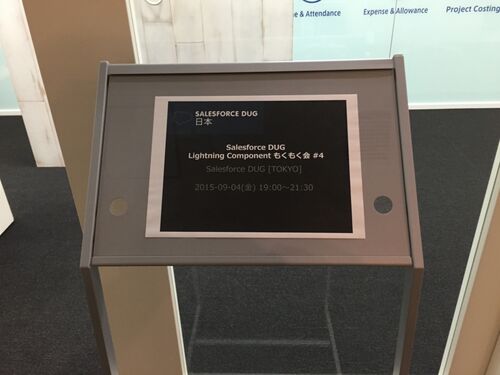 e & Attendance
Expense & Allowance
Project Costing
SALESFORCE DUG
日本
Salesforce DUG
Lightning Component もくもく会 #4
Salesforce DUG [TOKYO]
2015-09-04(金) 19:00～21:30